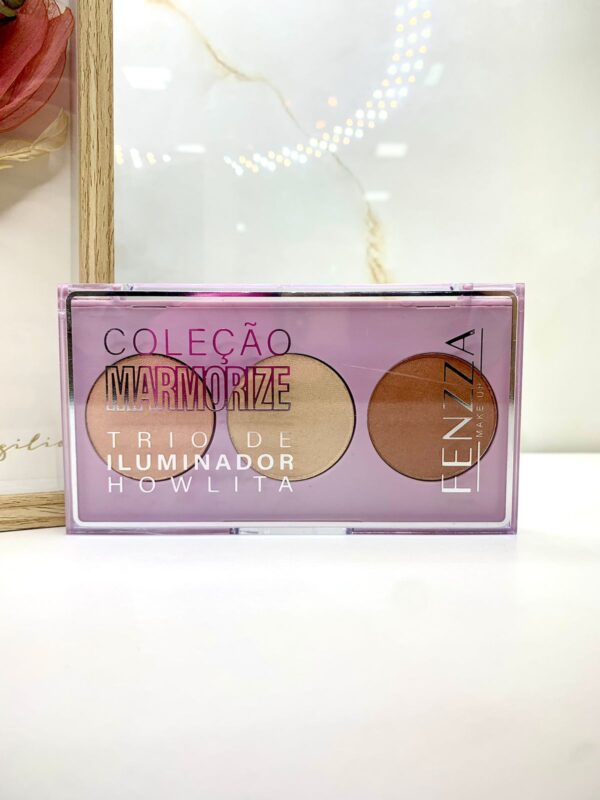 COLEÇÃO
MARMORIZE
TRIO DE
ILUMINADOR
HOWLITA
FENZZA
MAKE UP